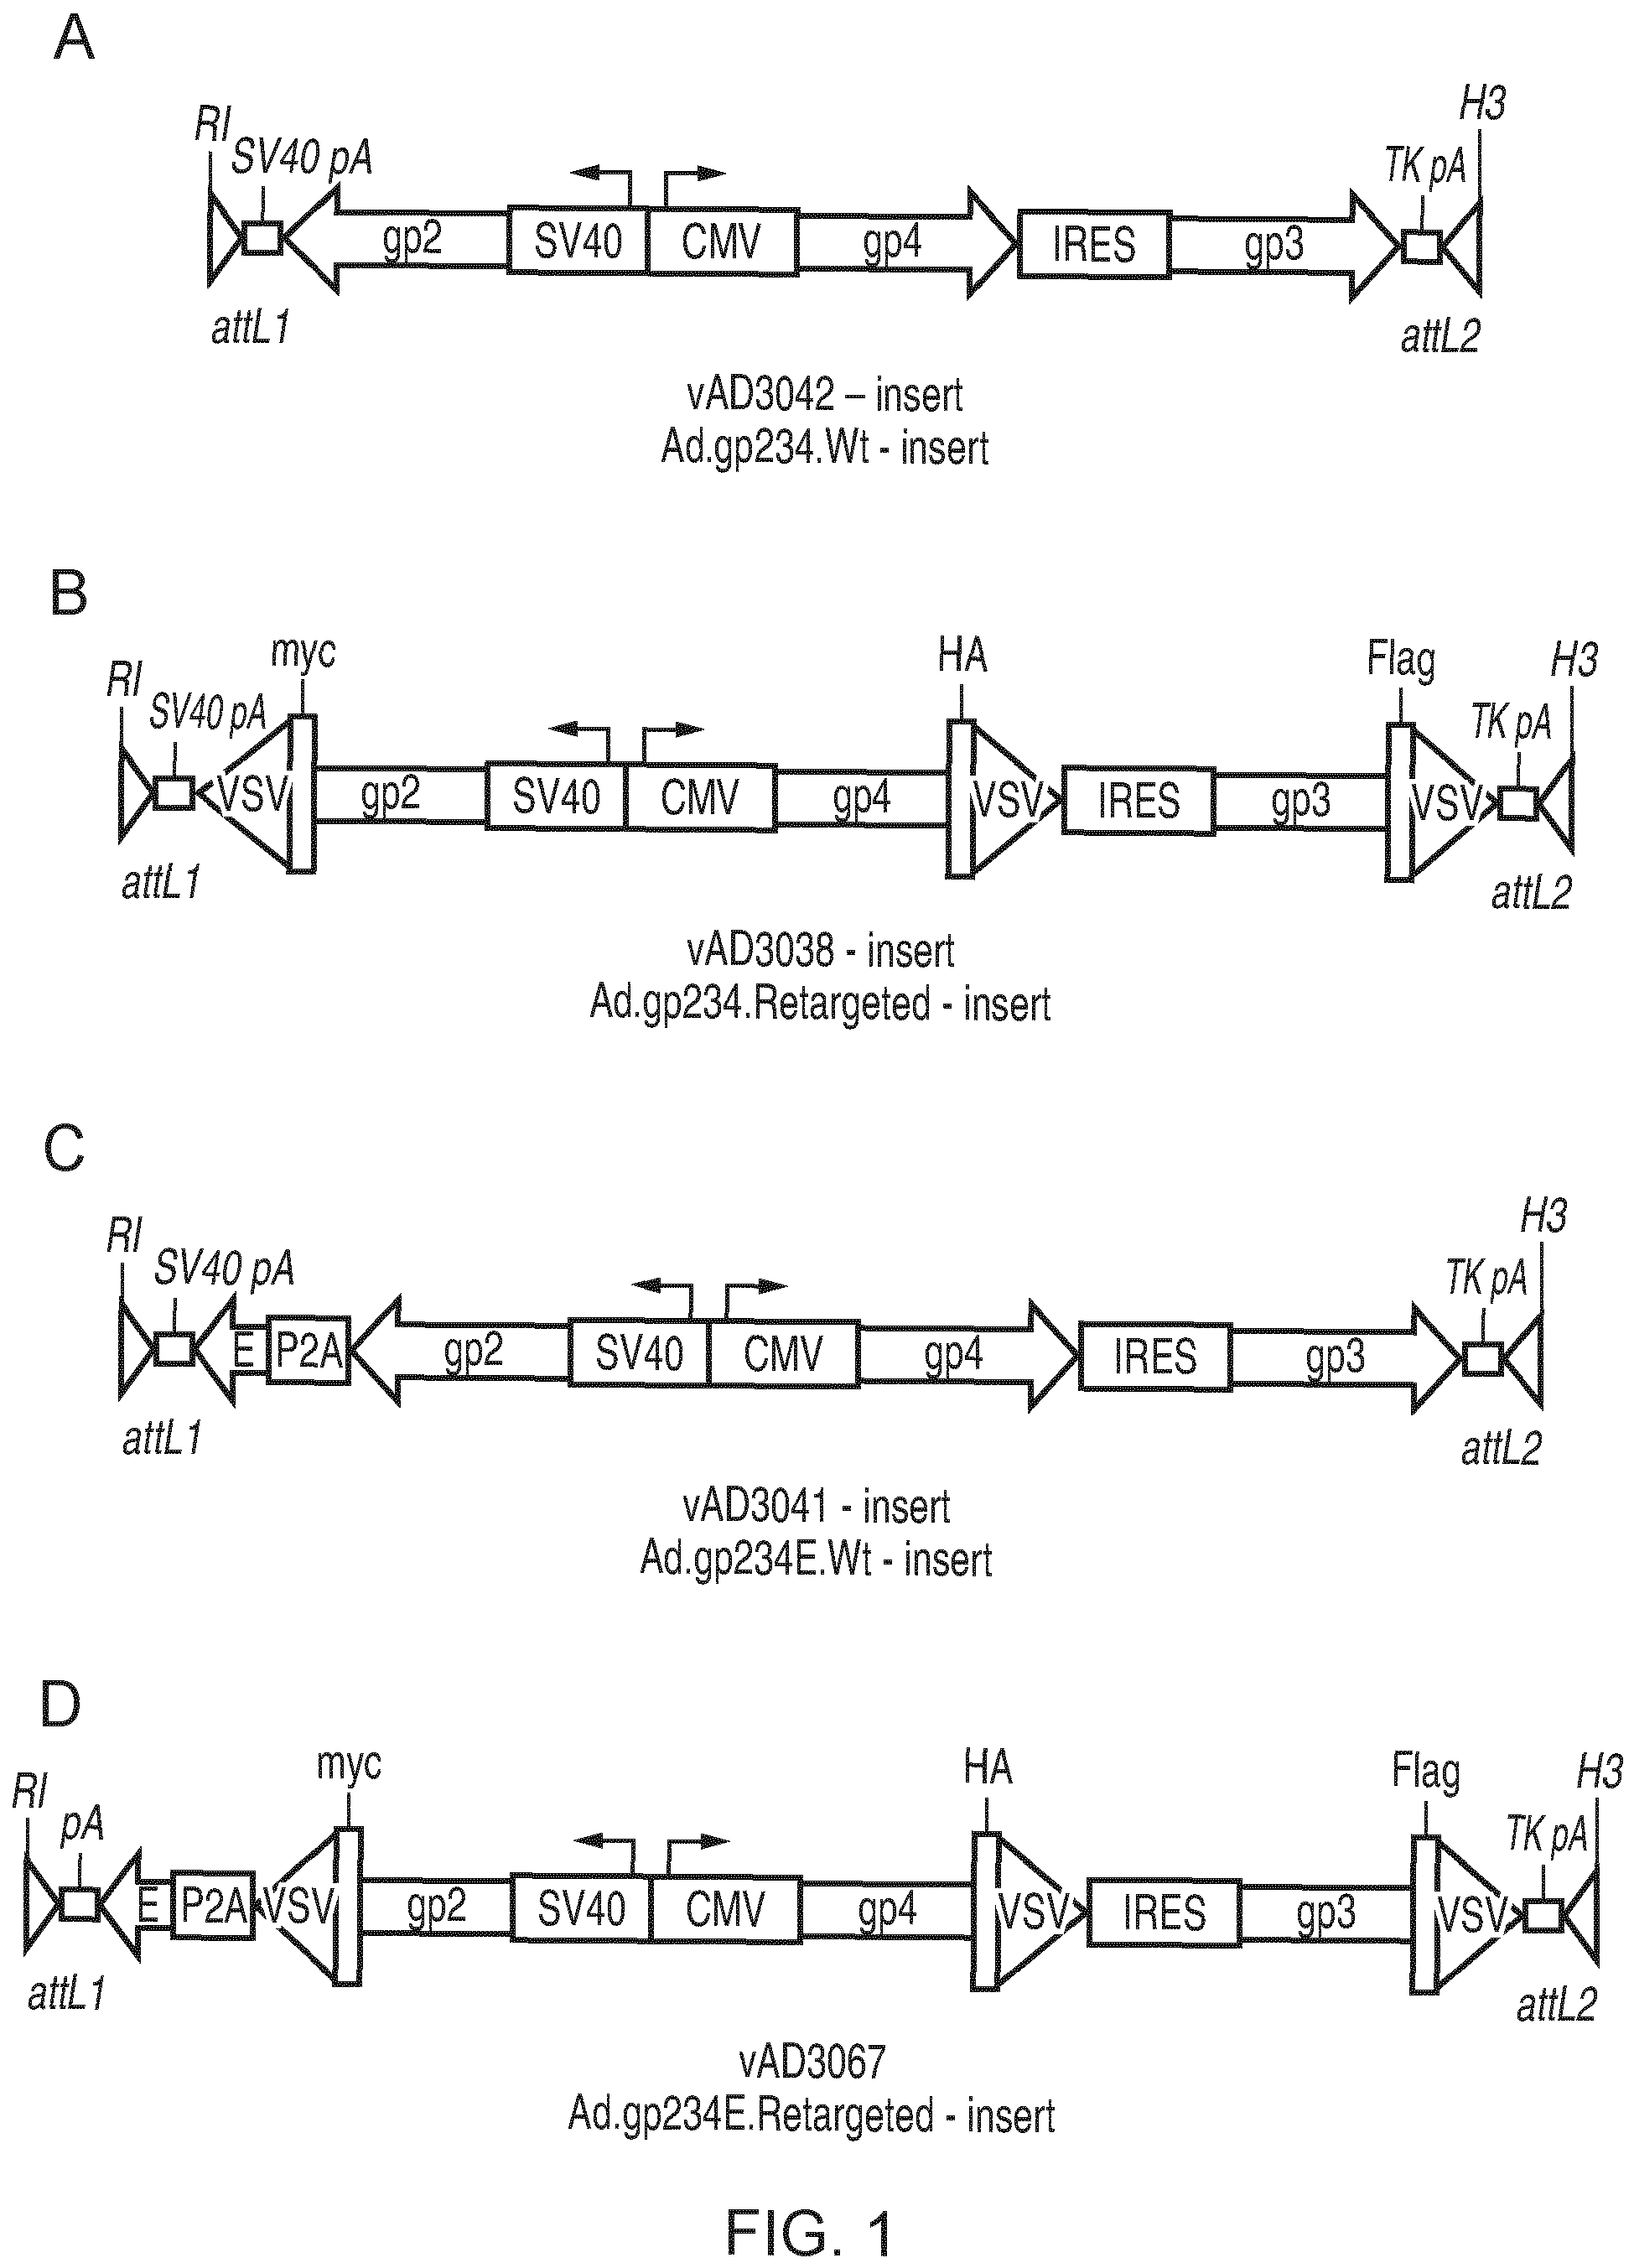 A
RI
SV40 pA
H3
TK pA
gp2
SV40
CMV
gp4
IRES
gp3
attL1
attL2
vAD3042 – insert
Ad.gp234.Wt - insert
B
RI
SV40 pA
myc
HA
Flag
TK pA
H3
VSV
gp2
SV40
CMV
gp4
VSV
IRES
gp3
VSV
attL1
attL2
vAD3038 - insert
Ad.gp234.Retargeted - insert
C
RI
SV40 pA
H3
TK pA
E
P2A
gp2
SV40
CMV
gp4
IRES
gp3
attL1
attL2
vAD3041 - insert
Ad.gp234E.Wt - insert
D
RI
pA
myc
HA
Flag
TK pA
H3
E
P2A
VSV
gp2
SV40
CMV
gp4
VSV
IRES
gp3
VSV
attL1
attL2
vAD3067
Ad.gp234E.Retargeted - insert
FIG. 1